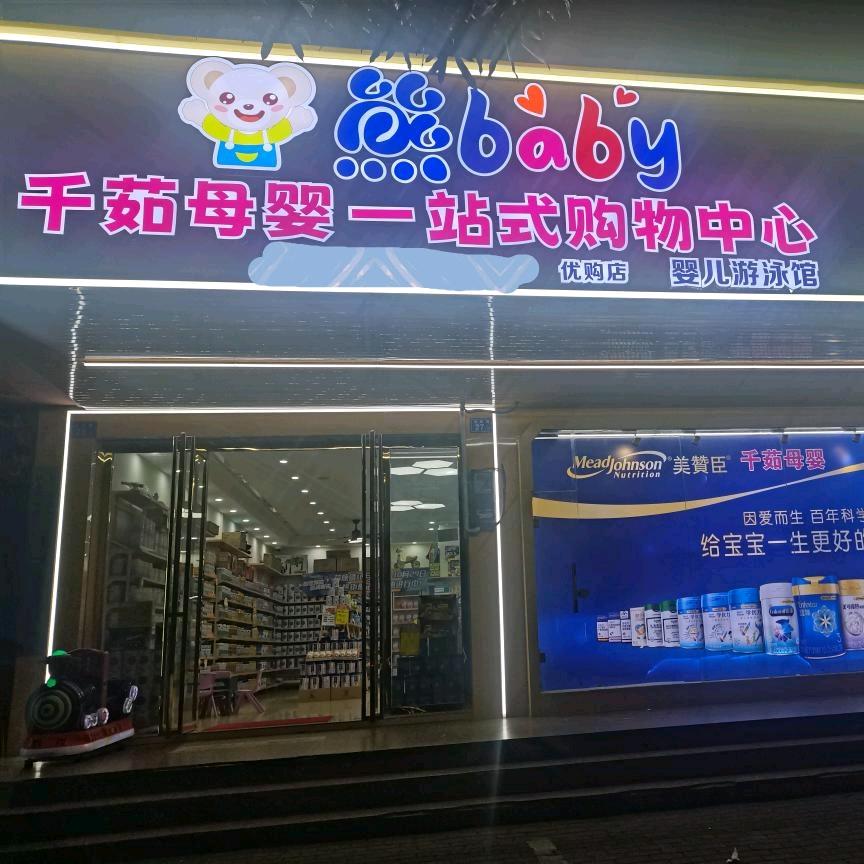 熊baby
千茹母婴一站式购物中心
优购店 婴儿游泳馆
MeadJohnson 美赞臣 千茹母婴
Nutrition
因爱而生 百年科学
给宝宝一生更好的